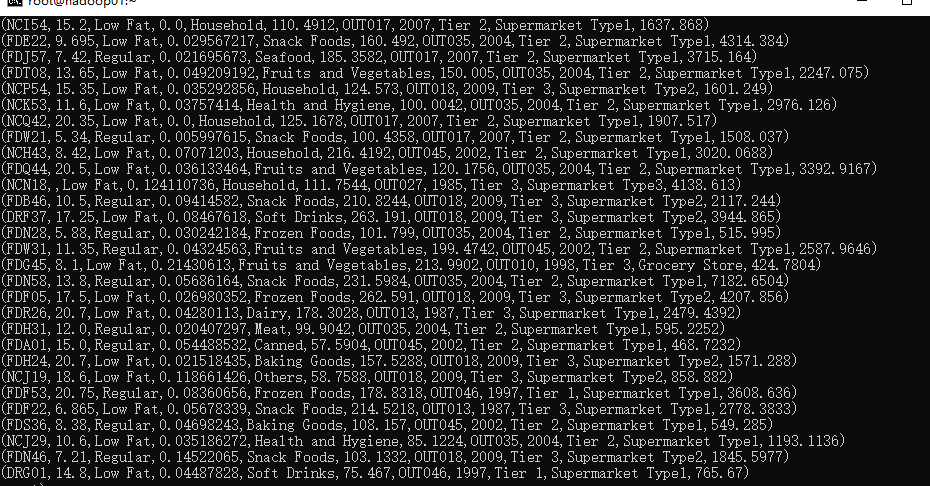 root@hadoop01:~
(NCI54,15.2,Low Fat,0.0,Household,110.4912,OUT017,2007,Tier 2,Supermarket Type1,1637.868)
(FDE22,9.695,Low Fat,0.029567217,Snack Foods,160.492,OUT035,2004,Tier 2,Supermarket Type1,4314.384)
(FDJ57,7.42,Regular,0.021695673,Seafood,185.3582,OUT017,2007,Tier 2,Supermarket Type1,3715.164)
(FDT08,13.65,Low Fat,0.049209192,Fruits and Vegetables,150.005,OUT035,2004,Tier 2,Supermarket Type1,2247.075)
(NCP54,15.35,Low Fat,0.035292856,Household,124.573,OUT018,2009,Tier 3,Supermarket Type2,1601.249)
(NCK53,11.6,Low Fat,0.03757414,Health and Hygiene,100.0042,OUT035,2004,Tier 2,Supermarket Type1,2976.126)
(NCQ42,20.35,Low Fat,0.0,Household,125.1678,OUT017,2007,Tier 2,Supermarket Type1,1907.517)
(FDW21,5.34,Regular,0.005997615,Snack Foods,100.4358,OUT017,2007,Tier 2,Supermarket Type1,1508.037)
(NCH43,8.42,Low Fat,0.07071203,Household,216.4192,OUT045,2002,Tier 2,Supermarket Type1,3020.0688)
(FDQ44,20.5,Low Fat,0.036133464,Fruits and Vegetables,120.1756,OUT035,2004,Tier 2,Supermarket Type1,3392.9167)
(NCN18,,Low Fat,0.124110736,Household,111.7544,OUT027,1985,Tier 3,Supermarket Type3,4138.613)
(FDB46,10.5,Regular,0.09414582,Snack Foods,210.8244,OUT018,2009,Tier 3,Supermarket Type2,2117.244)
(DRF37,17.25,Low Fat,0.08467618,Soft Drinks,263.191,OUT018,2009,Tier 3,Supermarket Type2,3944.865)
(FDN28,5.88,Regular,0.030242184,Frozen Foods,101.799,OUT035,2004,Tier 2,Supermarket Type1,515.995)
(FDW31,11.35,Regular,0.04324563,Fruits and Vegetables,199.4742,OUT045,2002,Tier 2,Supermarket Type1,2587.9646)
(FDG45,8.1,Low Fat,0.21430613,Fruits and Vegetables,213.9902,OUT010,1998,Tier 3,Grocery Store,424.7804)
(FDN58,13.8,Regular,0.05686164,Snack Foods,231.5984,OUT035,2004,Tier 2,Supermarket Type1,7182.6504)
(FDF05,17.5,Low Fat,0.026980352,Frozen Foods,262.591,OUT018,2009,Tier 3,Supermarket Type2,4207.856)
(FDR26,20.7,Low Fat,0.04280113,Dairy,178.3028,OUT013,1987,Tier 3,Supermarket Type1,2479.4392)
(FDH31,12.0,Regular,0.020407297,Meat,99.9042,OUT035,2004,Tier 2,Supermarket Type1,595.2252)
(FDA01,15.0,Regular,0.054488532,Canned,57.5904,OUT045,2002,Tier 2,Supermarket Type1,468.7232)
(FDH24,20.7,Low Fat,0.021518435,Baking Goods,157.5288,OUT018,2009,Tier 3,Supermarket Type2,1571.288)
(NCJ19,18.6,Low Fat,0.118661426,Others,58.7588,OUT018,2009,Tier 3,Supermarket Type2,858.882)
(FDF53,20.75,Regular,0.08360656,Frozen Foods,178.8318,OUT046,1997,Tier 1,Supermarket Type1,3608.636)
(FDF22,6.865,Low Fat,0.05678339,Snack Foods,214.5218,OUT013,1987,Tier 3,Supermarket Type1,2778.3833)
(FDS36,8.38,Regular,0.04698243,Baking Goods,108.157,OUT045,2002,Tier 2,Supermarket Type1,549.285)
(NCJ29,10.6,Low Fat,0.035186272,Health and Hygiene,85.1224,OUT035,2004,Tier 2,Supermarket Type1,1193.1136)
(FDN46,7.21,Regular,0.14522065,Snack Foods,103.1332,OUT018,2009,Tier 3,Supermarket Type2,1845.5977)
(DRG01,14.8,Low Fat,0.04487828,Soft Drinks,75.467,OUT046,1997,Tier 1,Supermarket Type1,765.67)